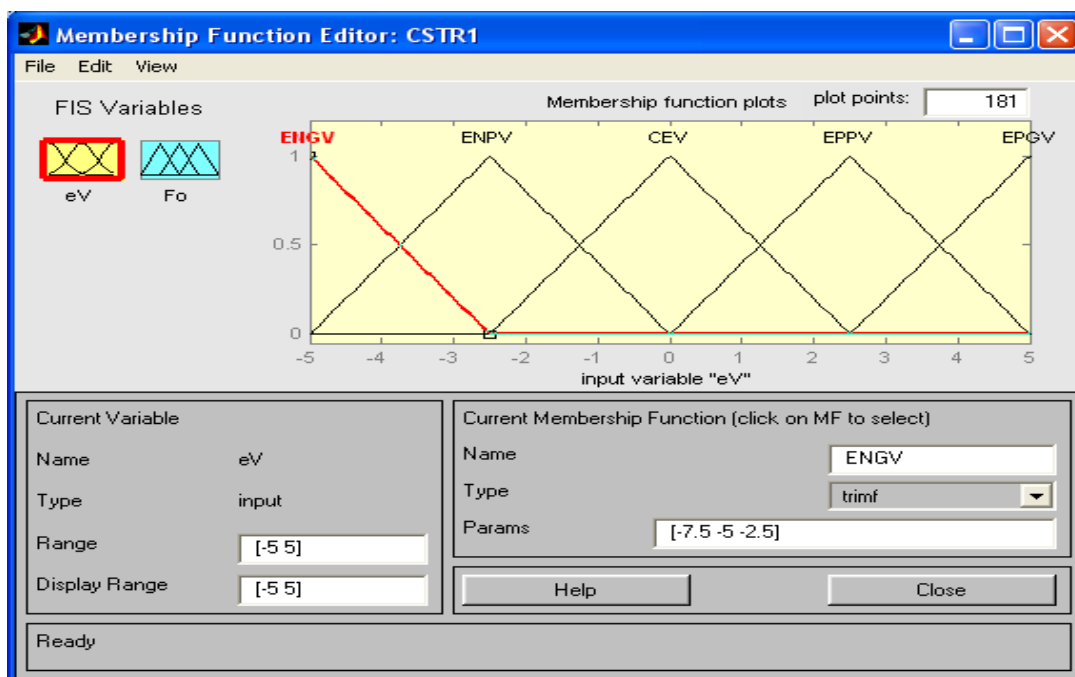 Membership Function Editor: CSTR1
File Edit View
FIS Variables
eV
Fo
Membership function plots plot points: 181
ENGV ENPV CEV EPPV EPGV
1
0.5
0
-5 -4 -3 -2 -1 0 1 2 3 4 5
input variable "eV"
Current Variable
Name eV
Type input
Range [-5 5]
Display Range [-5 5]
Current Membership Function (click on MF to select)
Name ENGV
Type trimf
Params [-7.5 -5 -2.5]
Help Close
Ready